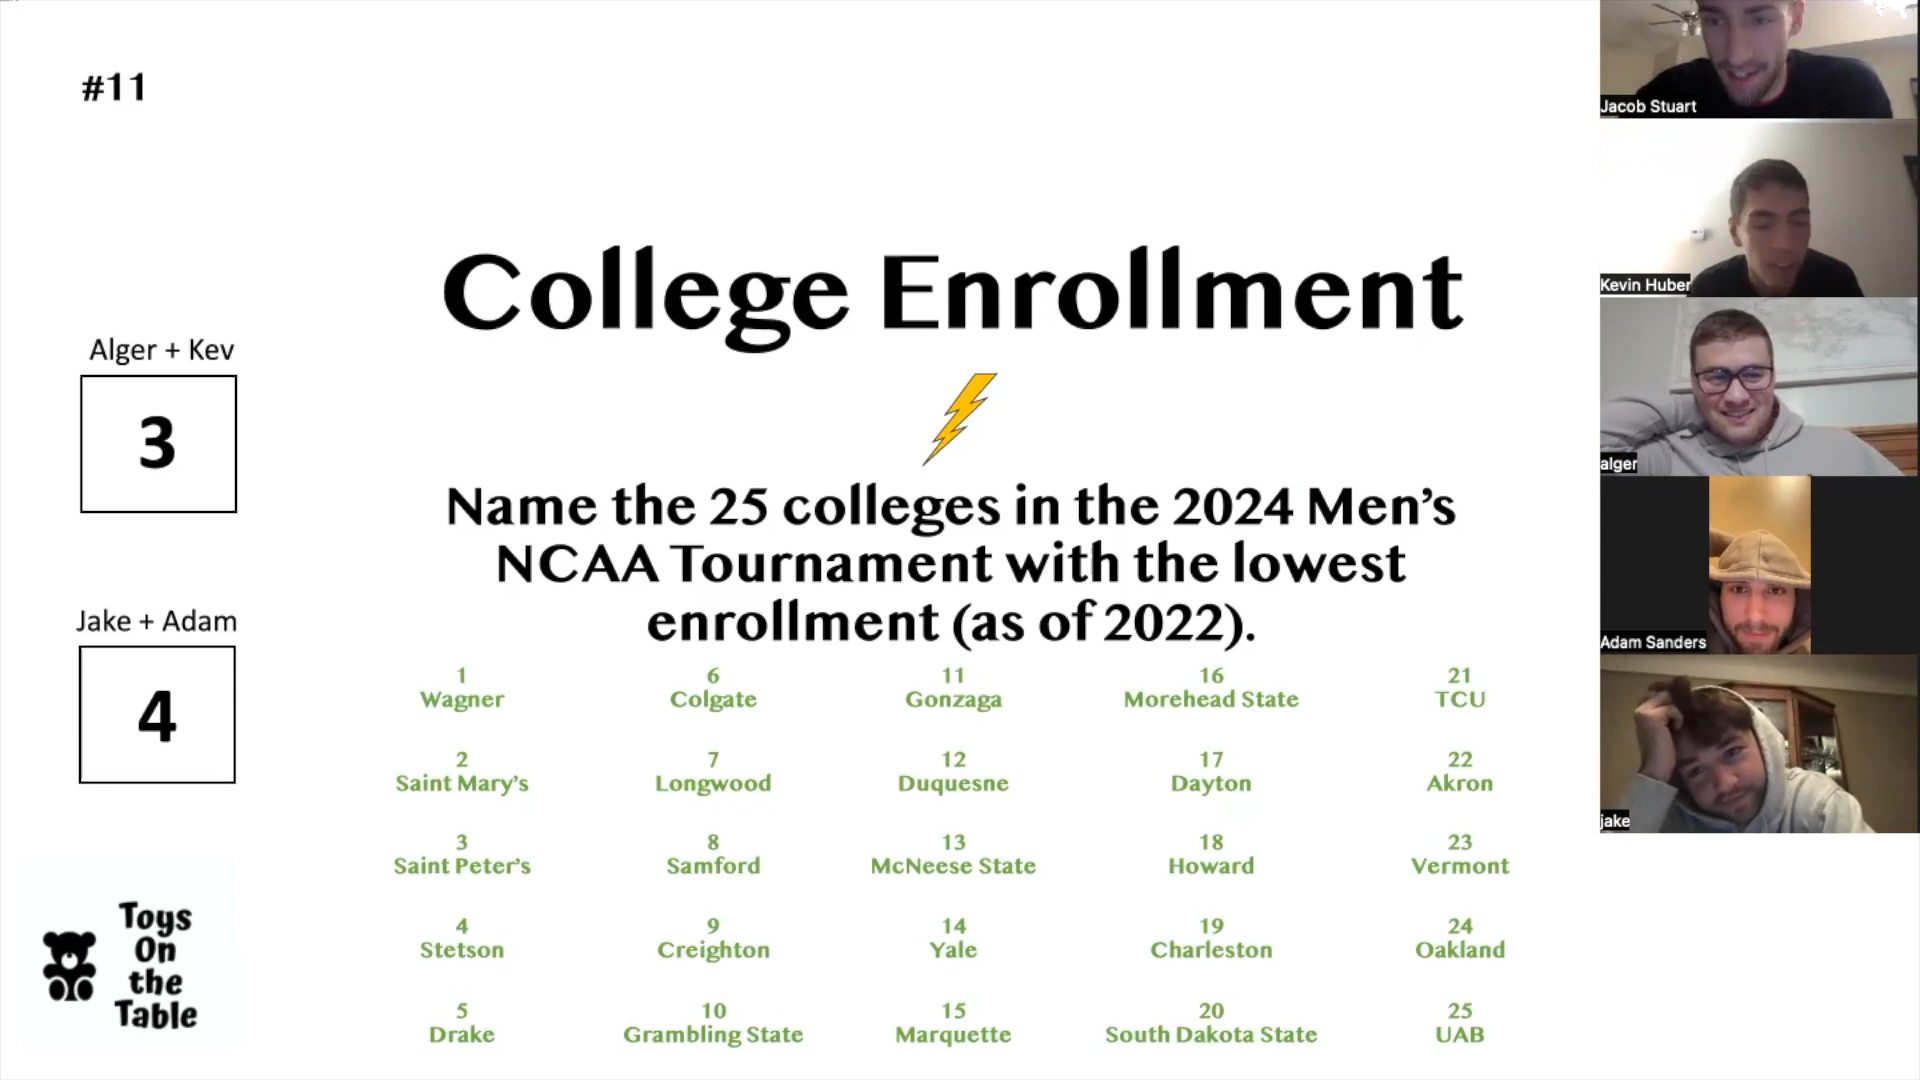 #11
College Enrollment
Name the 25 colleges in the 2024 Men's
NCAA Tournament with the lowest
enrollment (as of 2022).
Alger + Kev
3
Jake + Adam
4
1
Wagner
2
Saint Mary's
3
Saint Peter's
4
Stetson
5
Drake
6
Colgate
7
Longwood
8
Samford
9
Creighton
10
Grambling State
11
Gonzaga
12
Duquesne
13
McNeese State
14
Yale
15
Marquette
16
Morehead State
17
Dayton
18
Howard
19
Charleston
20
South Dakota State
21
TCU
22
Akron
23
Vermont
24
Oakland
25
UAB
Toys
On
the
Table
Jacob Stuart
Kevin Huber
alger
Adam Sanders
jake